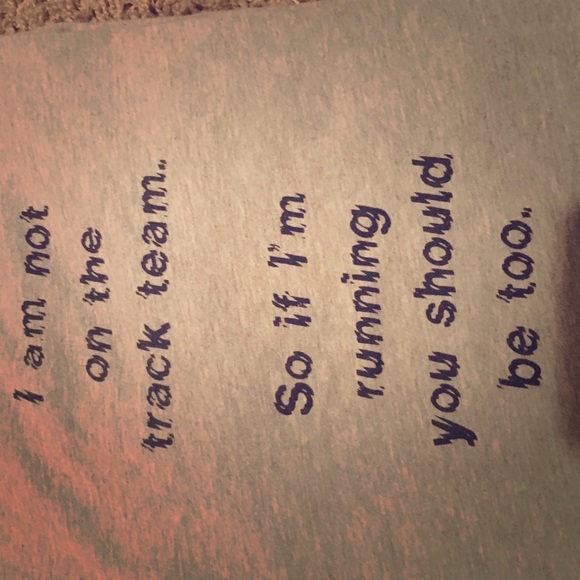 I am not
on the
track team..
So if I'm
running
you should
be too..